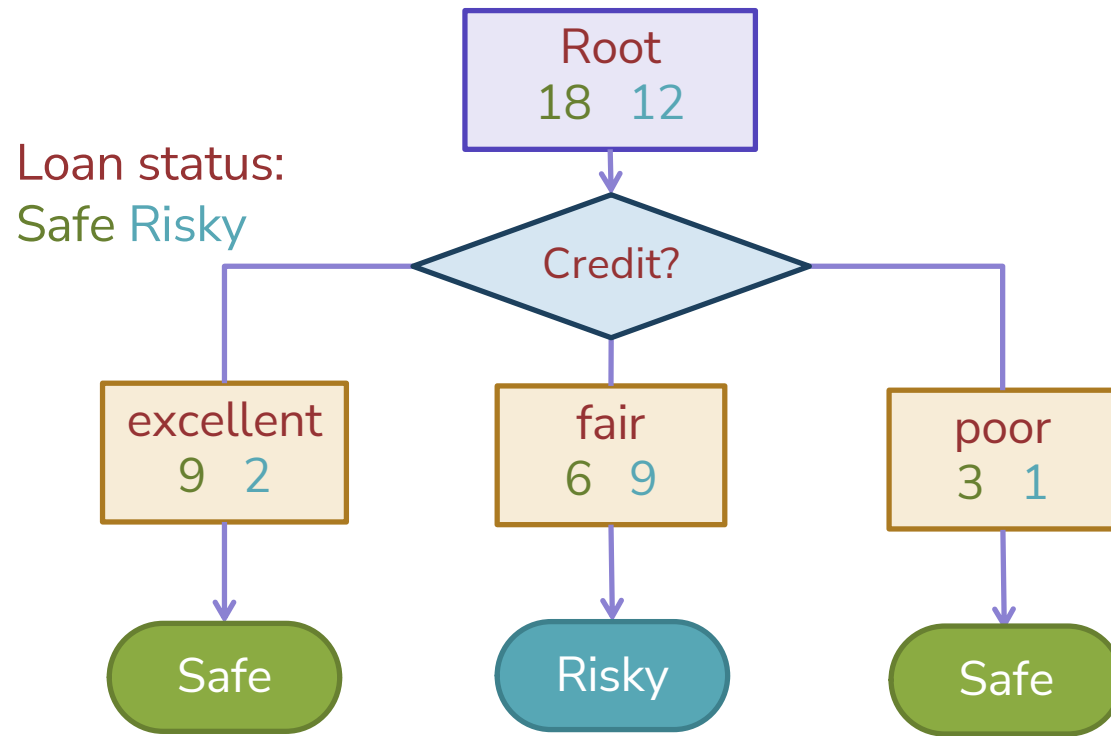 Root
18 12
Loan status:
Safe Risky
Credit?
excellent
9 2
fair
6 9
poor
3 1
Safe
Risky
Safe